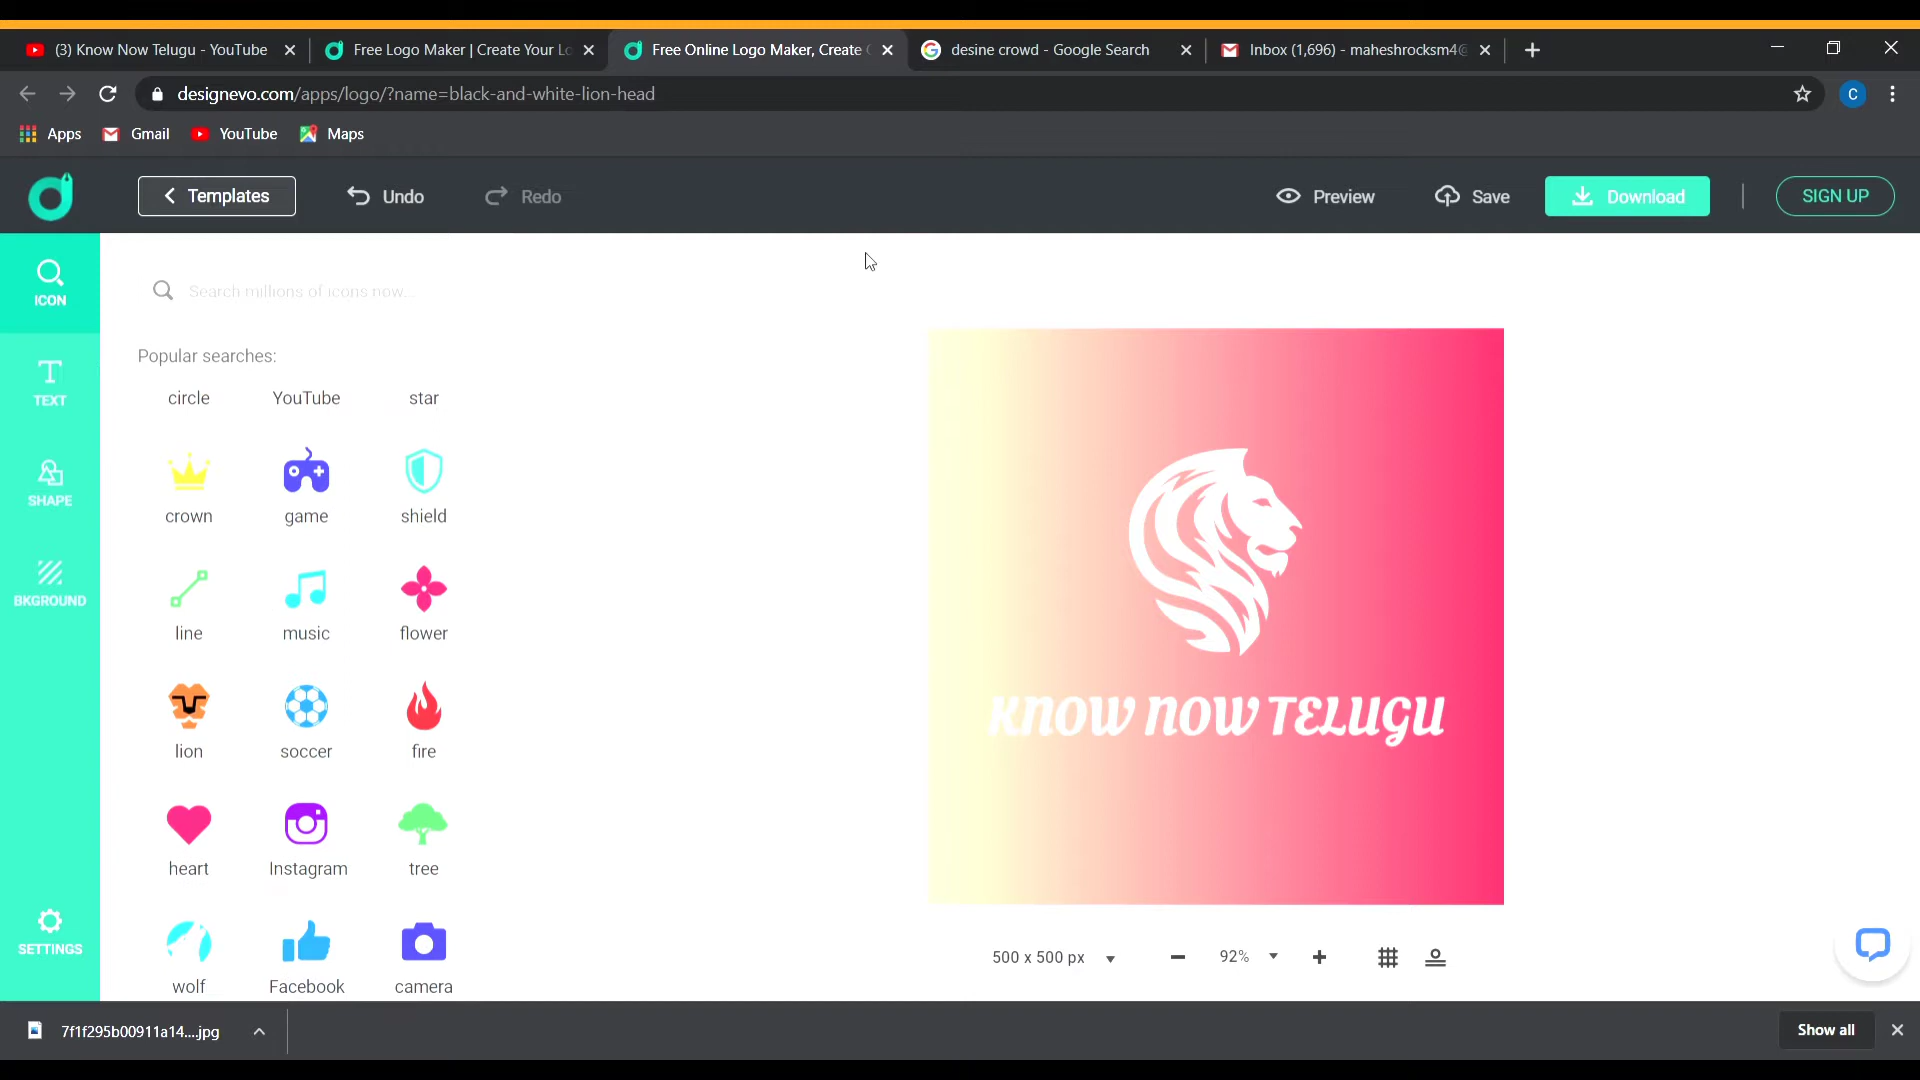 (3) Know Now Telugu - YouTube
Free Logo Maker | Create Your Lo
Free Online Logo Maker, Create
desine crowd - Google Search
Inbox (1,696) - maheshrocksm4
designevo.com/apps/logo/?name=black-and-white-lion-head
C
Apps
Gmail
YouTube
Maps
Templates
Undo
Redo
Preview
Save
Download
SIGN UP
ICON
TEXT
SHAPE
BKGROUND
SETTINGS
Search millions of icons now...
Popular searches:
circle YouTube star
crown game shield
line music flower
lion soccer fire
heart Instagram tree
wolf Facebook camera
KNOW NOW TELUGU
500 x 500 px
92%
7f1f295b00911a14....jpg
Show all